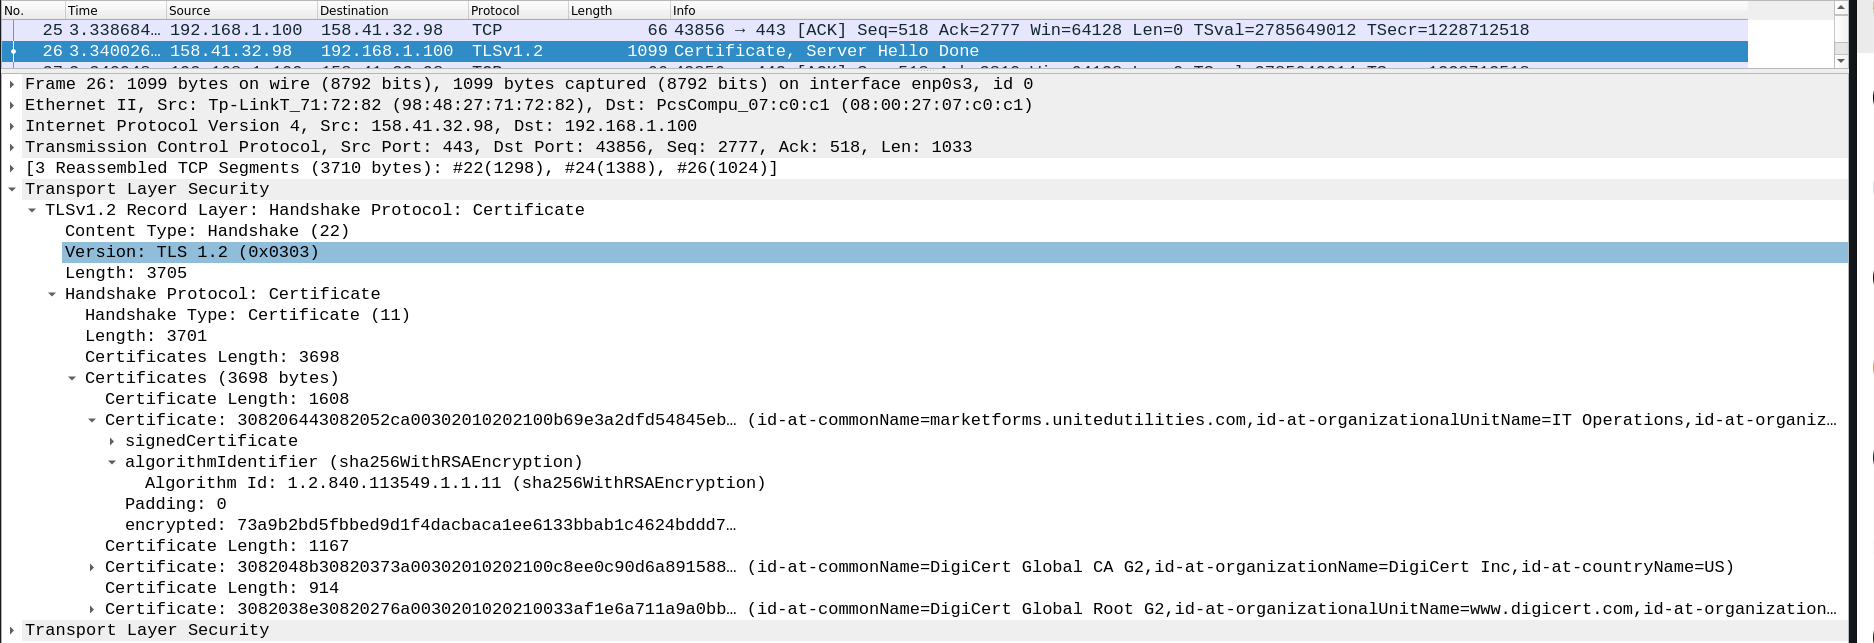 No. Time Source Destination Protocol Length Info
25 3.338684… 192.168.1.100 158.41.32.98 TCP 66 43856 → 443 [ACK] Seq=518 Ack=2777 Win=64128 Len=0 TSval=2785649012 TSecr=1228712518
26 3.340026… 158.41.32.98 192.168.1.100 TLSv1.2 1099 Certificate, Server Hello Done
Frame 26: 1099 bytes on wire (8792 bits), 1099 bytes captured (8792 bits) on interface enp0s3, id 0
Ethernet II, Src: Tp-LinkT_71:72:82 (98:48:27:71:72:82), Dst: PcsCompu_07:c0:c1 (08:00:27:07:c0:c1)
Internet Protocol Version 4, Src: 158.41.32.98, Dst: 192.168.1.100
Transmission Control Protocol, Src Port: 443, Dst Port: 43856, Seq: 2777, Ack: 518, Len: 1033
[3 Reassembled TCP Segments (3710 bytes): #22(1298), #24(1388), #26(1024)]
Transport Layer Security
TLSv1.2 Record Layer: Handshake Protocol: Certificate
Content Type: Handshake (22)
Version: TLS 1.2 (0x0303)
Length: 3705
Handshake Protocol: Certificate
Handshake Type: Certificate (11)
Length: 3701
Certificates Length: 3698
Certificates (3698 bytes)
Certificate Length: 1608
Certificate: 308206443082052ca00302010202100b69e3a2dfd54845eb… (id-at-commonName=marketforms.unitedutilities.com,id-at-organizationalUnitName=IT Operations,id-at-organiz…
signedCertificate
algorithmIdentifier (sha256WithRSAEncryption)
Algorithm Id: 1.2.840.113549.1.1.11 (sha256WithRSAEncryption)
Padding: 0
encrypted: 73a9b2bd5fbbed9d1f4dacbaca1ee6133bbab1c4624bddd7…
Certificate Length: 1167
Certificate: 3082048b30820373a00302010202100c8ee0c90d6a891588… (id-at-commonName=DigiCert Global CA G2,id-at-organizationName=DigiCert Inc,id-at-countryName=US)
Certificate Length: 914
Certificate: 3082038e30820276a0030201020210033af1e6a711a9a0bb… (id-at-commonName=DigiCert Global Root G2,id-at-organizationalUnitName=www.digicert.com,id-at-organization…
Transport Layer Security